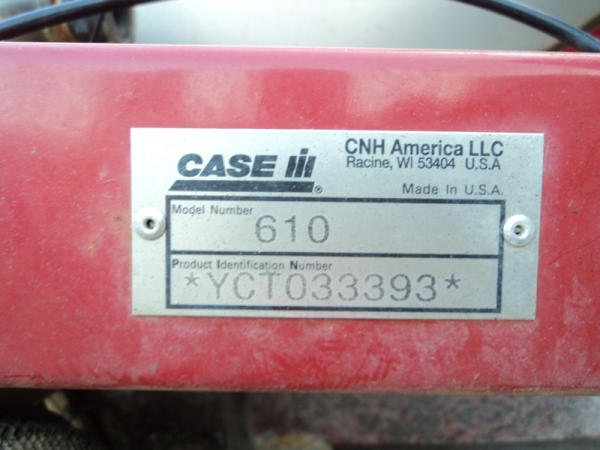 CASE IH®
CNH America LLC
Racine, WI 53404 U.S.A
Made In U.S.A.
Model Number
610
Product Identification Number
*YCT033393*